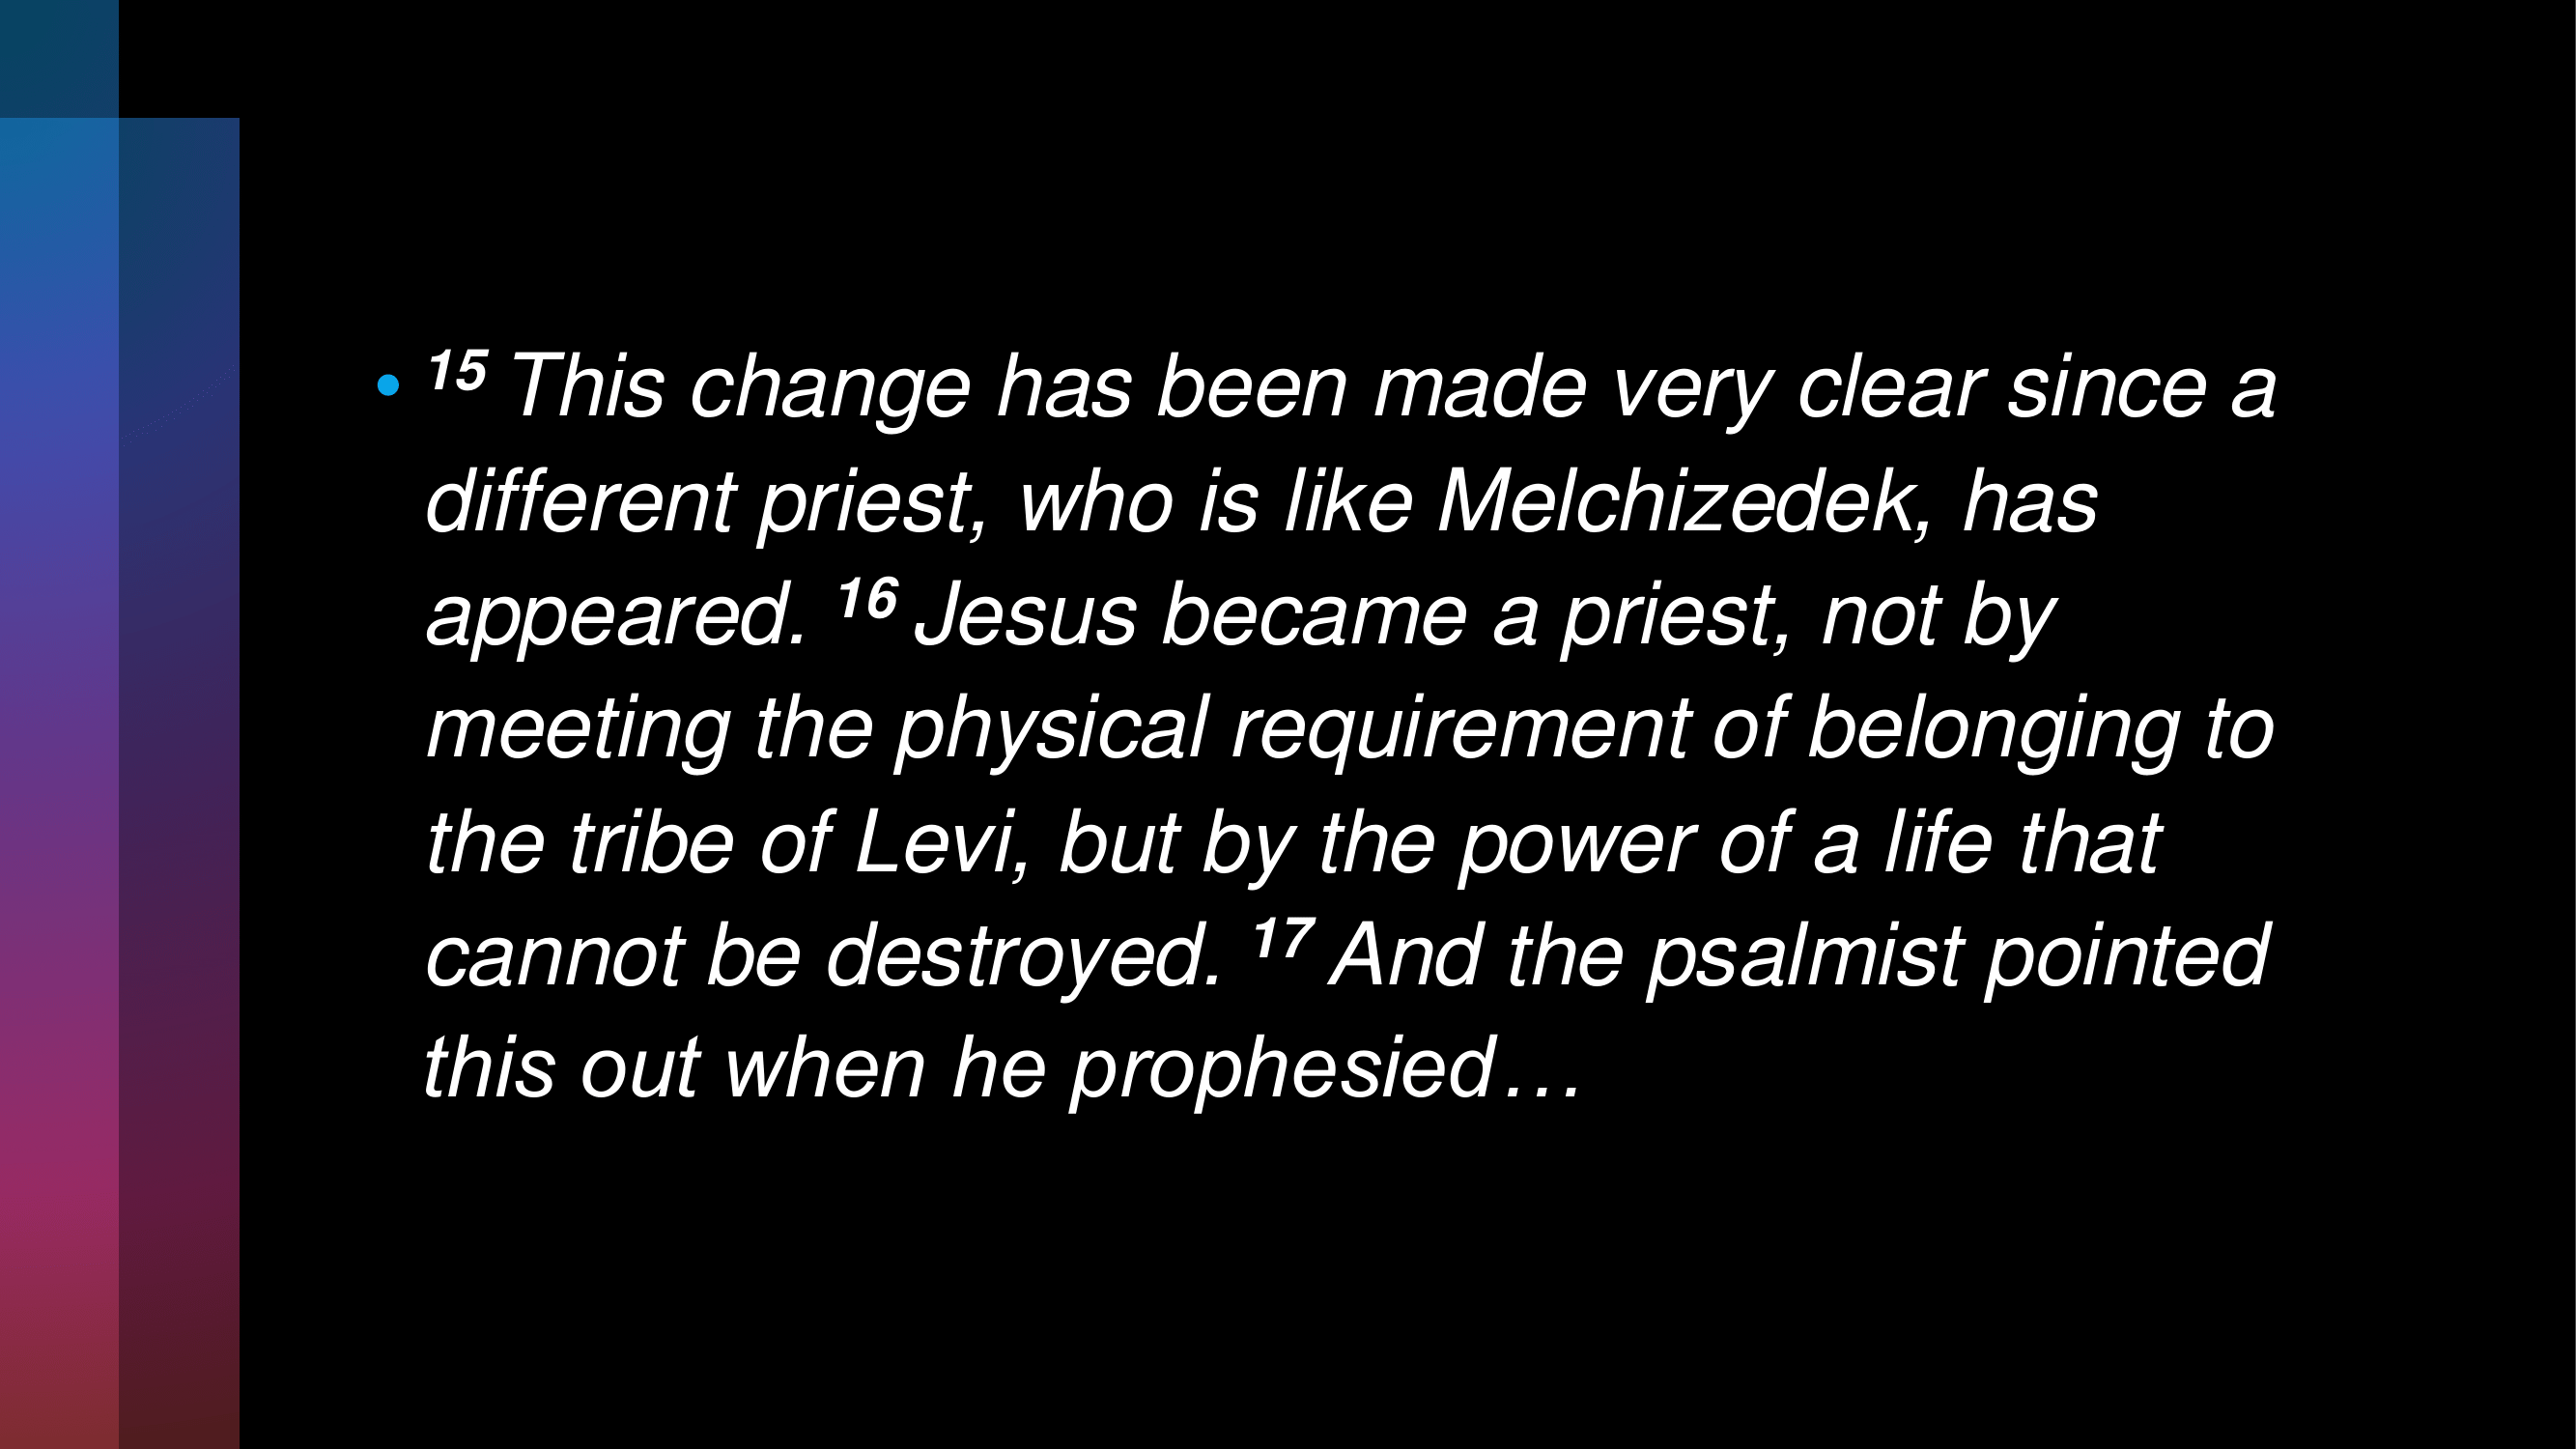 • 15 This change has been made very clear since a
different priest, who is like Melchizedek, has
appeared. 16 Jesus became a priest, not by
meeting the physical requirement of belonging to
the tribe of Levi, but by the power of a life that
cannot be destroyed. 17 And the psalmist pointed
this out when he prophesied…